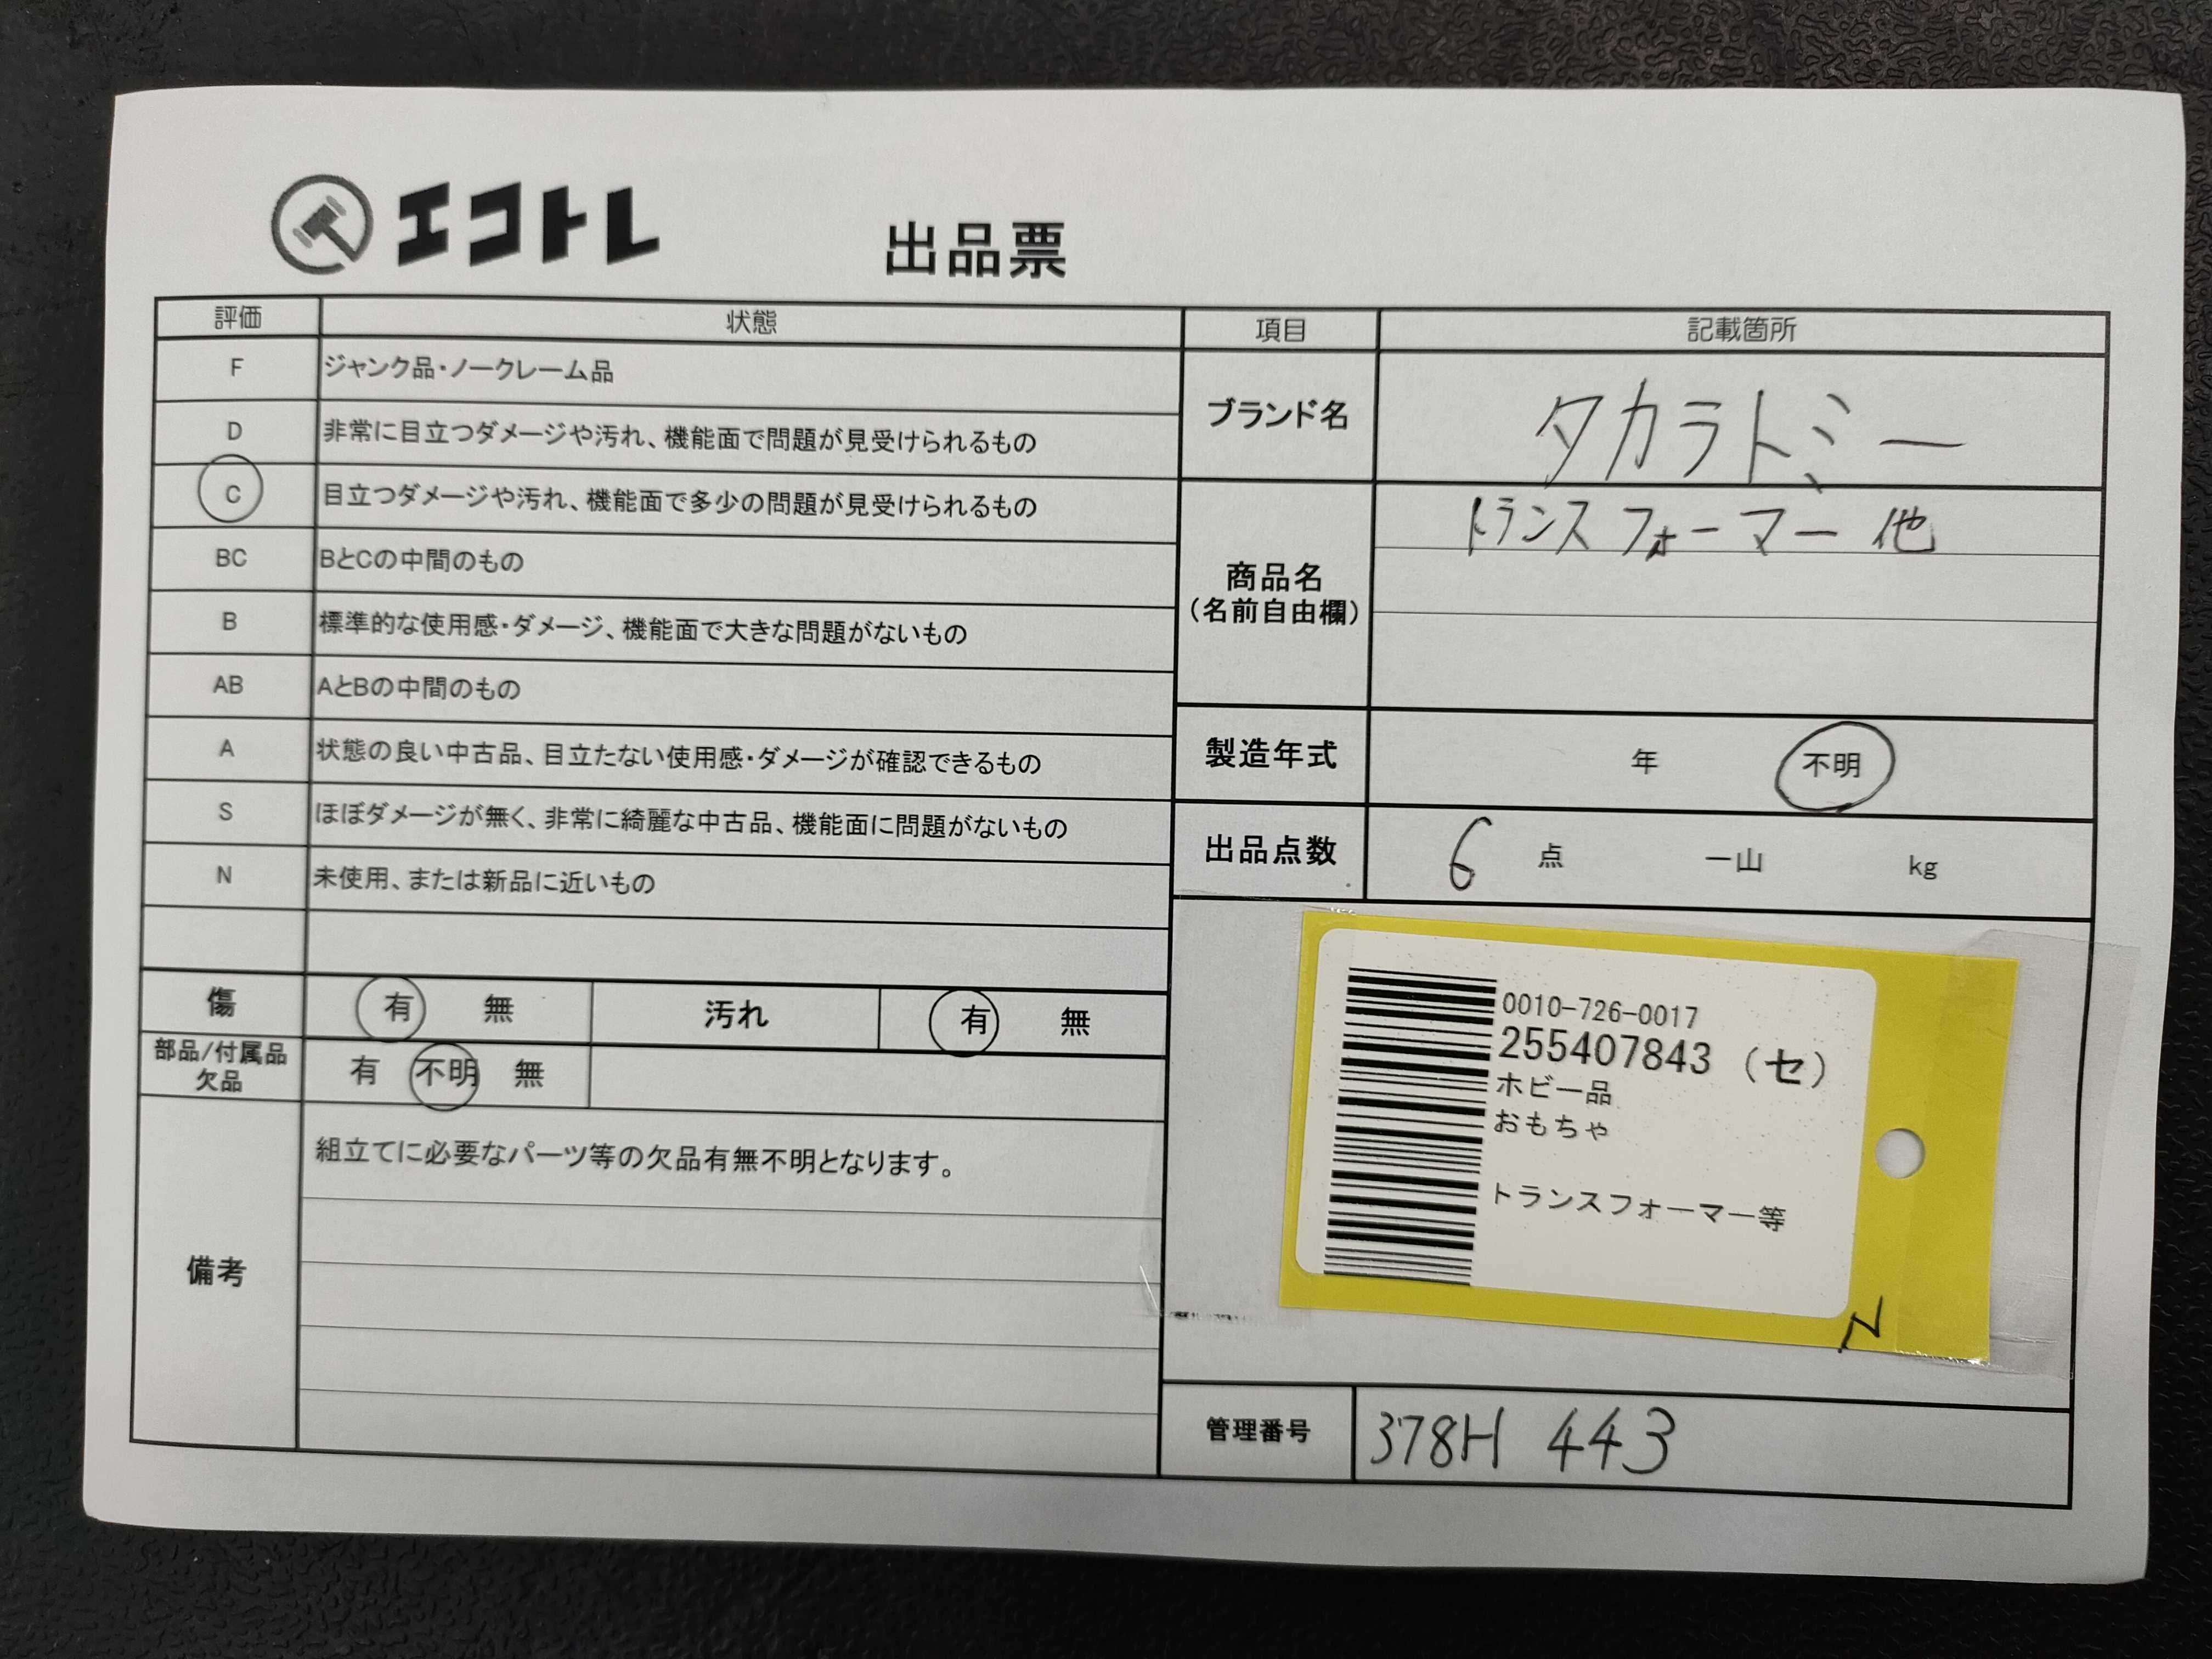 エコトレ
出品票
評価 状態
F ジャンク品・ノークレーム品
D 非常に目立つダメージや汚れ、機能面で問題が見受けられるもの
C 目立つダメージや汚れ、機能面で多少の問題が見受けられるもの
BC BとCの中間のもの
B 標準的な使用感・ダメージ、機能面で大きな問題がないもの
AB AとBの中間のもの
A 状態の良い中古品、目立たない使用感・ダメージが確認できるもの
S ほぼダメージが無く、非常に綺麗な中古品、機能面に問題がないもの
N 未使用、または新品に近いもの
傷 有 無 汚れ 有 無
部品/付属品
欠品 有 不明 無
備考 組立てに必要なパーツ等の欠品有無不明となります。
項目 記載箇所
ブランド名 タカラトミー
商品名
(名前自由欄)
トランスフォーマー他
製造年式 年 不明
出品点数 6 点 一山 kg
0010-726-0017
255407843 (セ)
ホビー品
おもちゃ
トランスフォーマー等
N
管理番号 378H 443